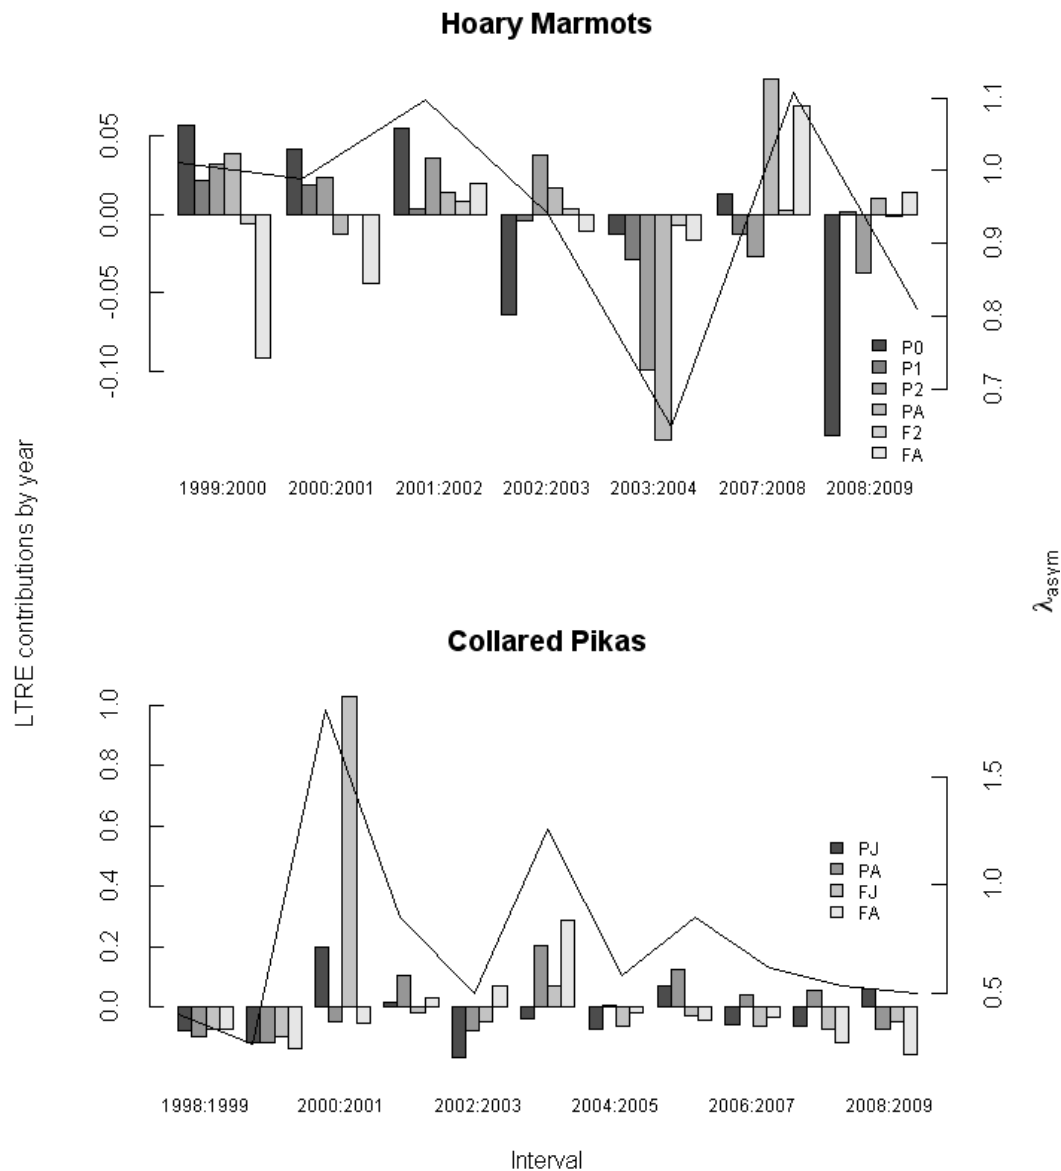 Hoary Marmots
0.05
0.00
-0.05
-0.10
1.1
1.0
0.9
0.8
0.7
P0
P1
P2
PA
F2
FA
1999:2000 2000:2001 2001:2002 2002:2003 2003:2004 2007:2008 2008:2009
LTRE contributions by year
λasym
Collared Pikas
1.0
0.8
0.6
0.4
0.2
0.0
1.5
1.0
0.5
PJ
PA
FJ
FA
1998:1999 2000:2001 2002:2003 2004:2005 2006:2007 2008:2009
Interval